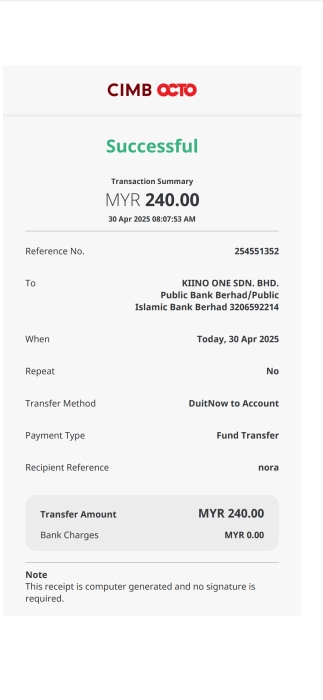 CIMB OCTO
Successful
Transaction Summary
MYR 240.00
30 Apr 2025 08:07:53 AM
Reference No. 254551352
To KIINO ONE SDN. BHD.
Public Bank Berhad/Public
Islamic Bank Berhad 3206592214
When Today, 30 Apr 2025
Repeat No
Transfer Method DuitNow to Account
Payment Type Fund Transfer
Recipient Reference nora
Transfer Amount MYR 240.00
Bank Charges MYR 0.00
Note
This receipt is computer generated and no signature is
required.